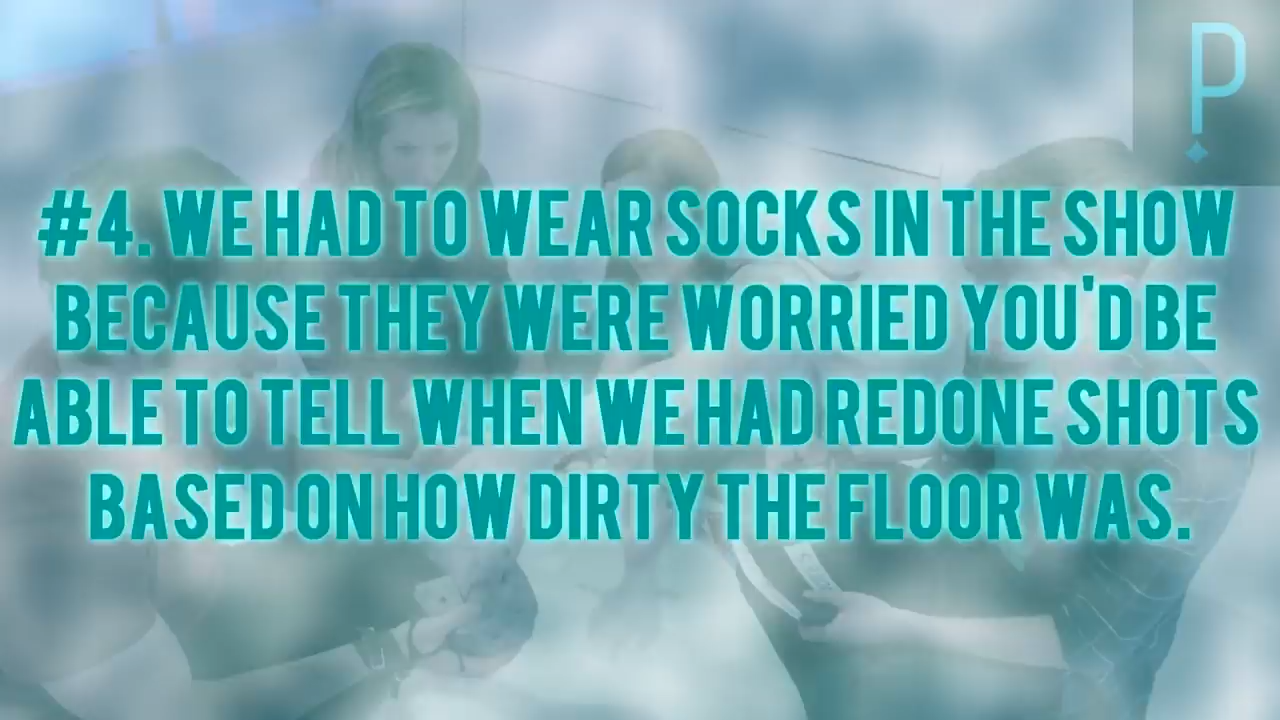 P
#4. WE HAD TO WEAR SOCKS IN THE SHOW
BECAUSE THEY WERE WORRIED YOU'D BE
ABLE TO TELL WHEN WE HAD REDONE SHOTS
BASED ON HOW DIRTY THE FLOOR WAS.